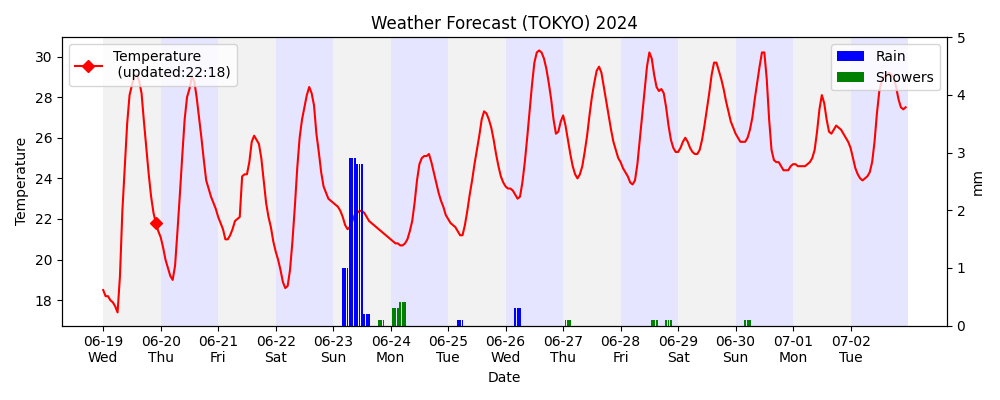 Weather Forecast (TOKYO) 2024
Temperature
(updated:22:18)
Rain
Showers
Temperature
30
28
26
24
22
20
18
5
4
3
2
1
0
mm
06-19 06-20 06-21 06-22 06-23 06-24 06-25 06-26 06-27 06-28 06-29 06-30 07-01 07-02
Wed Thu Fri Sat Sun Mon Tue Wed Thu Fri Sat Sun Mon Tue
Date